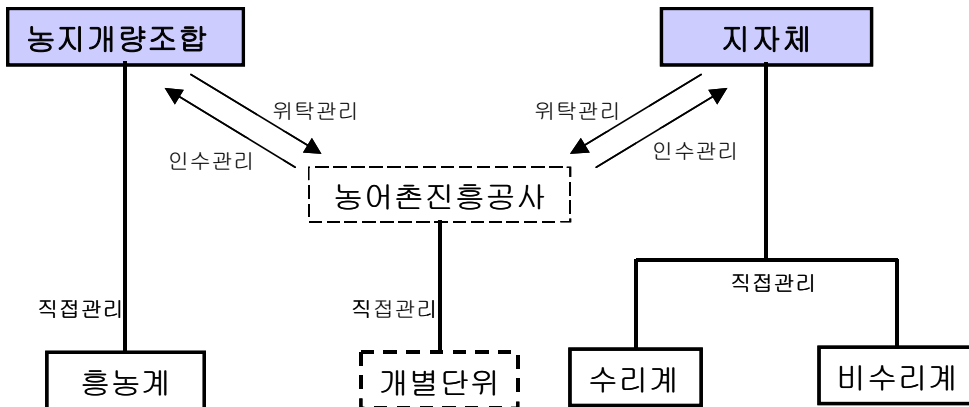 농지개량조합
지자체
위탁관리
위탁관리
인수관리
인수관리
농어촌진흥공사
직접관리
직접관리
직접관리
흥농계
개별단위
수리계
비수리계